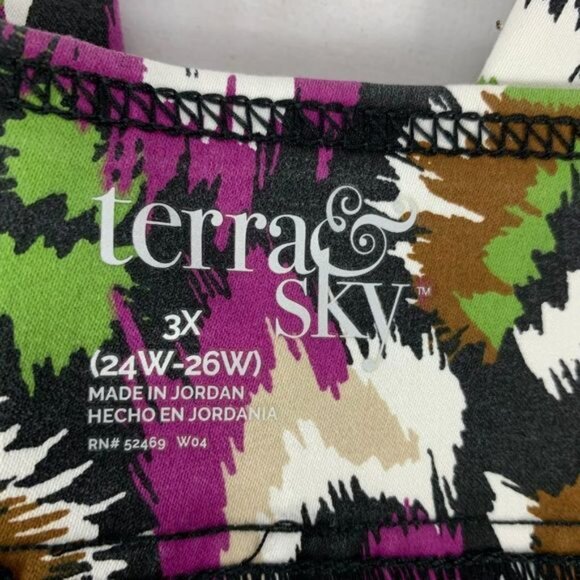 terra &
sky™
3X
(24W-26W)
MADE IN JORDAN
HECHO EN JORDANIA
RN# 52469 W04